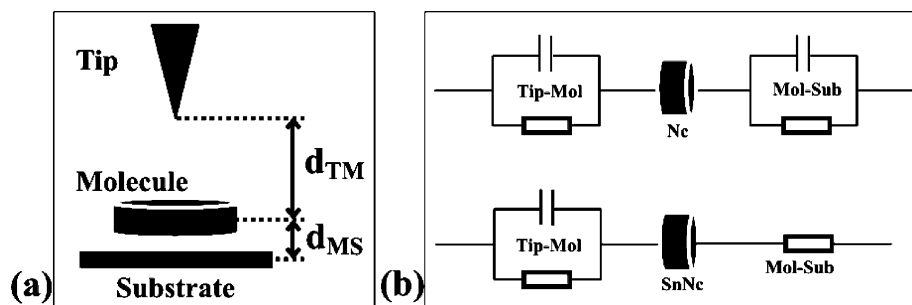 Tip
d_TM
Molecule
d_MS
Substrate
(a)
Tip-Mol
Nc
Mol-Sub
Tip-Mol
SnNc
Mol-Sub
(b)